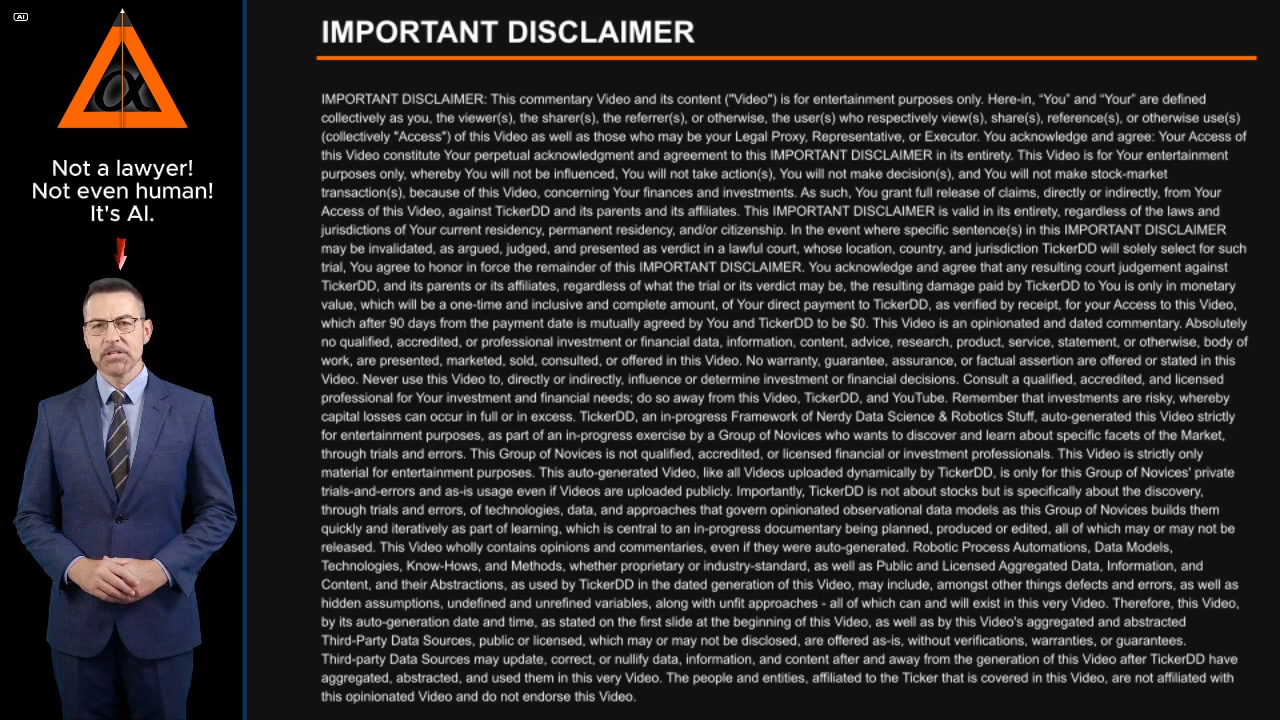 AI
α
Not a lawyer!
Not even human!
It's AI.
IMPORTANT DISCLAIMER
IMPORTANT DISCLAIMER: This commentary Video and its content ("Video") is for entertainment purposes only. Here-in, “You” and “Your” are defined
collectively as you, the viewer(s), the sharer(s), the referrer(s), or otherwise, the user(s) who respectively view(s), share(s), reference(s), or otherwise use(s)
(collectively "Access") of this Video as well as those who may be your Legal Proxy, Representative, or Executor. You acknowledge and agree: Your Access of
this Video constitute Your perpetual acknowledgment and agreement to this IMPORTANT DISCLAIMER in its entirety. This Video is for Your entertainment
purposes only, whereby You will not be influenced, You will not take action(s), You will not make decision(s), and You will not make stock-market
transaction(s), because of this Video, concerning Your finances and investments. As such, You grant full release of claims, directly or indirectly, from Your
Access of this Video, against TickerDD and its parents and its affiliates. This IMPORTANT DISCLAIMER is valid in its entirety, regardless of the laws and
jurisdictions of Your current residency, permanent residency, and/or citizenship. In the event where specific sentence(s) in this IMPORTANT DISCLAIMER
may be invalidated, as argued, judged, and presented as verdict in a lawful court, whose location, country, and jurisdiction TickerDD will solely select for such
trial, You agree to honor in force the remainder of this IMPORTANT DISCLAIMER. You acknowledge and agree that any resulting court judgement against
TickerDD, and its parents or its affiliates, regardless of what the trial or its verdict may be, the resulting damage paid by TickerDD to You is only in monetary
value, which will be a one-time and inclusive and complete amount, of Your direct payment to TickerDD, as verified by receipt, for your Access to this Video,
which after 90 days from the payment date is mutually agreed by You and TickerDD to be $0. This Video is an opinionated and dated commentary. Absolutely
no qualified, accredited, or professional investment or financial data, information, content, advice, research, product, service, statement, or otherwise, body of
work, are presented, marketed, sold, consulted, or offered in this Video. No warranty, guarantee, assurance, or factual assertion are offered or stated in this
Video. Never use this Video to, directly or indirectly, influence or determine investment or financial decisions. Consult a qualified, accredited, and licensed
professional for Your investment and financial needs; do so away from this Video, TickerDD, and YouTube. Remember that investments are risky, whereby
capital losses can occur in full or in excess. TickerDD, an in-progress Framework of Nerdy Data Science & Robotics Stuff, auto-generated this Video strictly
for entertainment purposes, as part of an in-progress exercise by a Group of Novices who wants to discover and learn about specific facets of the Market,
through trials and errors. This Group of Novices is not qualified, accredited, or licensed financial or investment professionals. This Video is strictly only
material for entertainment purposes. This auto-generated Video, like all Videos uploaded dynamically by TickerDD, is only for this Group of Novices' private
trials-and-errors and as-is usage even if Videos are uploaded publicly. Importantly, TickerDD is not about stocks but is specifically about the discovery,
through trials and errors, of technologies, data, and approaches that govern opinionated observational data models as this Group of Novices builds them
quickly and iteratively as part of learning, which is central to an in-progress documentary being planned, produced or edited, all of which may or may not be
released. This Video wholly contains opinions and commentaries, even if they were auto-generated. Robotic Process Automations, Data Models,
Technologies, Know-Hows, and Methods, whether proprietary or industry-standard, as well as Public and Licensed Aggregated Data, Information, and
Content, and their Abstractions, as used by TickerDD in the dated generation of this Video, may include, amongst other things defects and errors, as well as
hidden assumptions, undefined and unrefined variables, along with unfit approaches - all of which can and will exist in this very Video. Therefore, this Video,
by its auto-generation date and time, as stated on the first slide at the beginning of this Video, as well as by this Video's aggregated and abstracted
Third-Party Data Sources, public or licensed, which may or may not be disclosed, are offered as-is, without verifications, warranties, or guarantees.
Third-party Data Sources may update, correct, or nullify data, information, and content after and away from the generation of this Video after TickerDD have
aggregated, abstracted, and used them in this very Video. The people and entities, affiliated to the Ticker that is covered in this Video, are not affiliated with
this opinionated Video and do not endorse this Video.